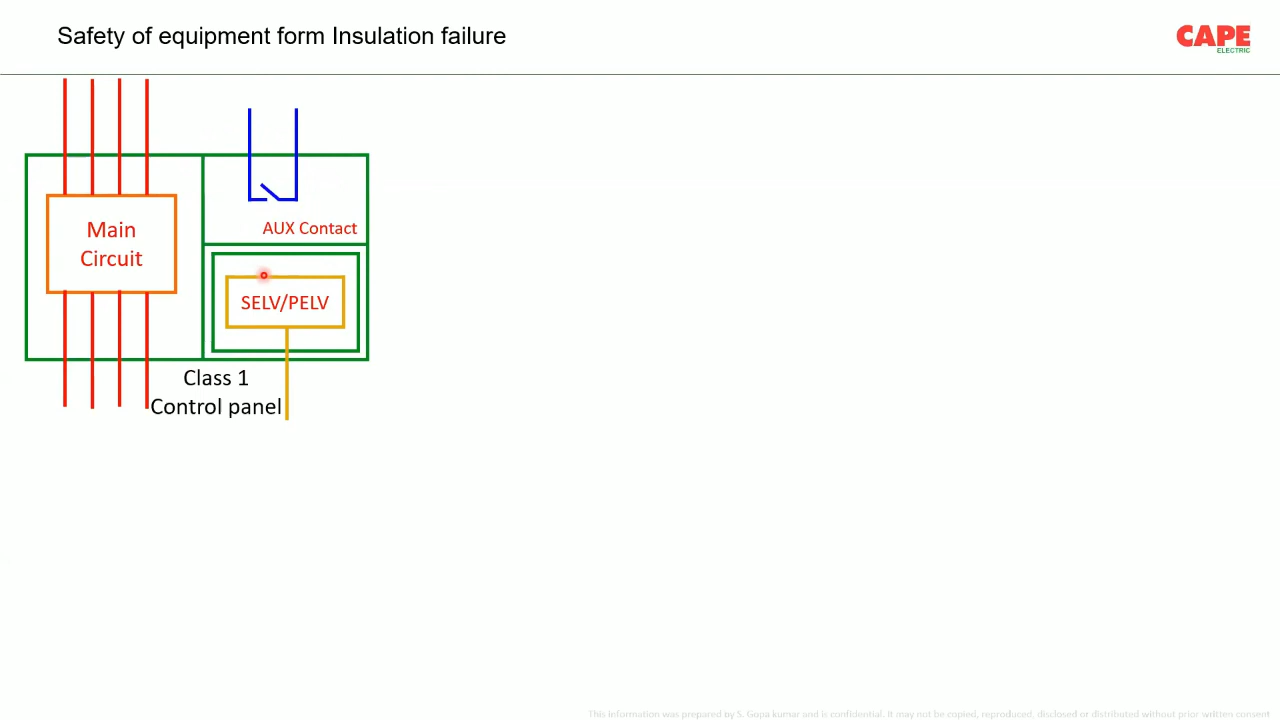 Safety of equipment form Insulation failure
CAPE
ELECTRIC
Main
Circuit
AUX Contact
SELV/PELV
Class 1
Control panel
This information was prepared by S. Gopa kumar and is confidential. It may not be copied, reproduced, disclosed or distributed without prior written consent